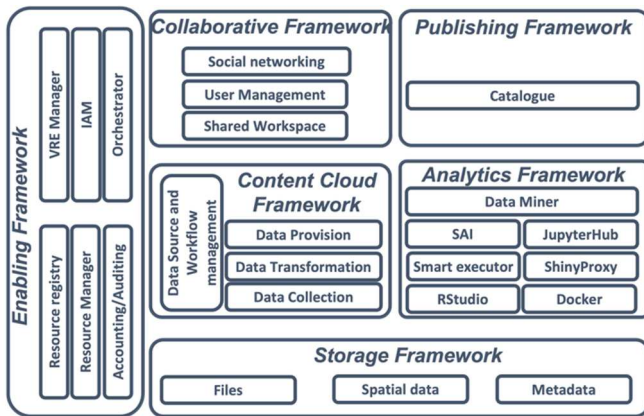 Enabling Framework
VRE Manager
IAM
Orchestrator
Resource registry
Resource Manager
Accounting/Auditing
Collaborative Framework
Social networking
User Management
Shared Workspace
Publishing Framework
Catalogue
Content Cloud
Framework
Data Source and
Workflow
management
Data Provision
Data Transformation
Data Collection
Analytics Framework
Data Miner
SAI
JupyterHub
Smart executor
ShinyProxy
RStudio
Docker
Storage Framework
Files
Spatial data
Metadata